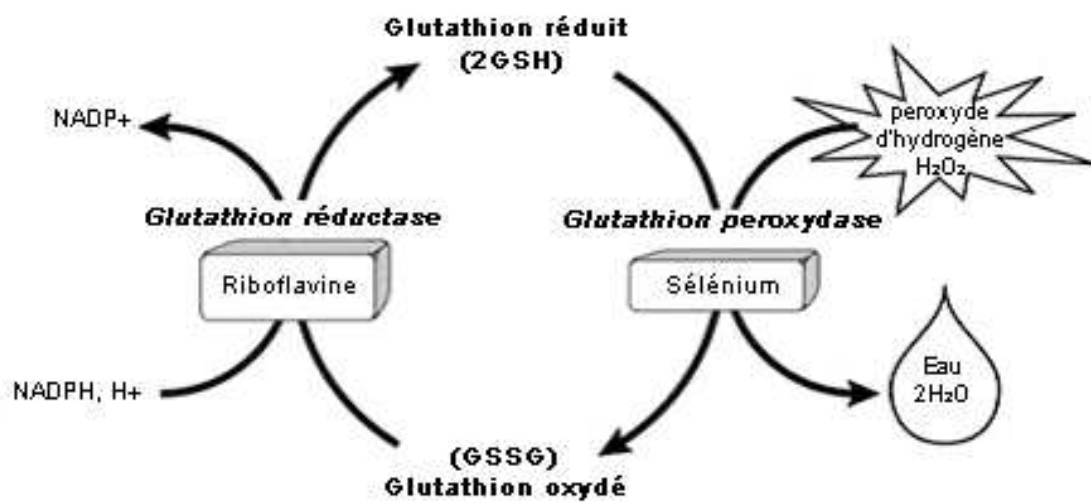 Glutathion réduit
(2GSH)
NADP+
peroxyde
d'hydrogène
H₂O₂
Glutathion réductase
Glutathion peroxydase
Riboflavine
Sélénium
NADPH, H+
Eau
2H₂O
(GSSG)
Glutathion oxydé